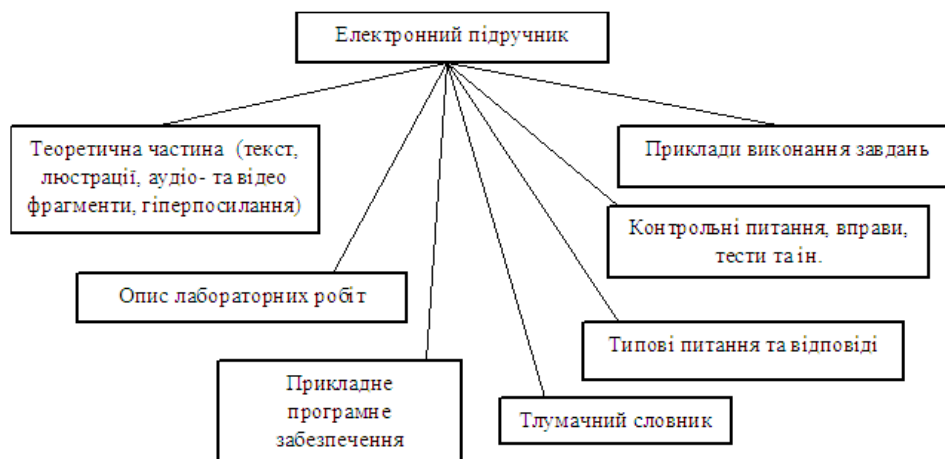 Електронний підручник
Теоретична частина (текст,
люстрації, аудіо- та відео
фрагменти, гіперпосилання)
Приклади виконання завдань
Контрольні питання, вправи,
тести та ін.
Опис лабораторних робіт
Типові питання та відповіді
Прикладне
програмне
забезпечення
Тлумачний словник